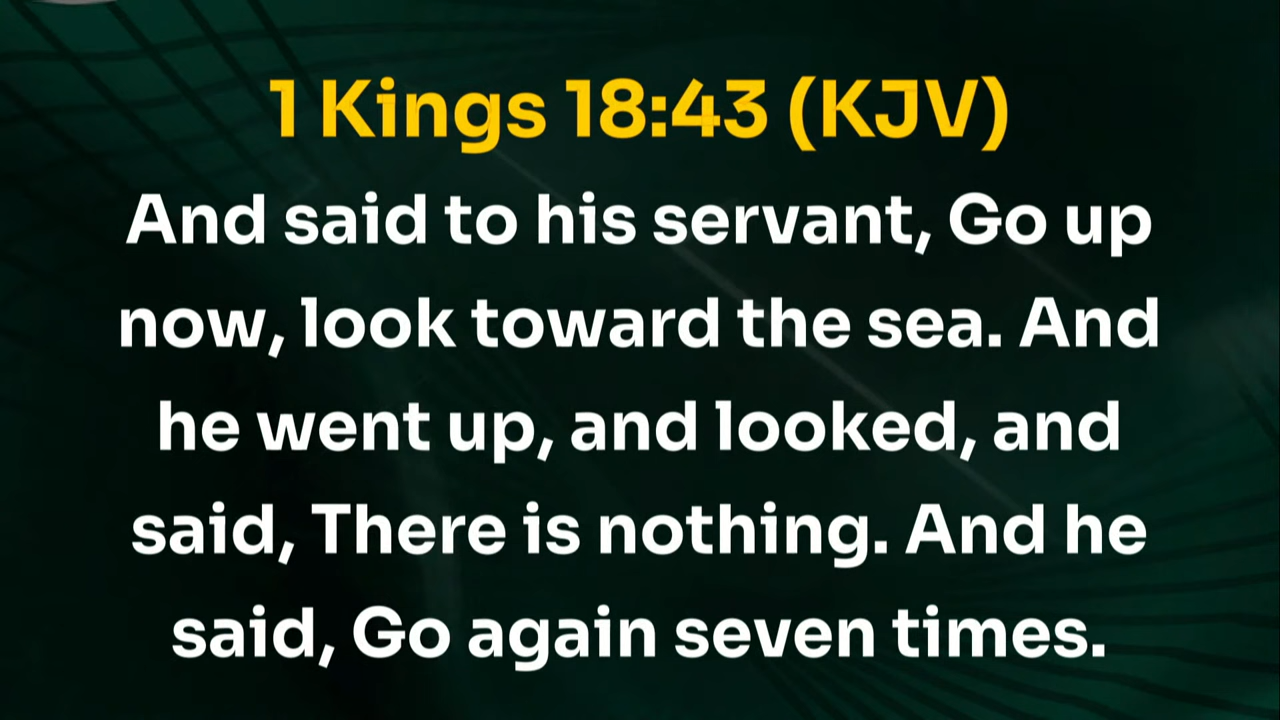 1 Kings 18:43 (KJV)
And said to his servant, Go up
now, look toward the sea. And
he went up, and looked, and
said, There is nothing. And he
said, Go again seven times.